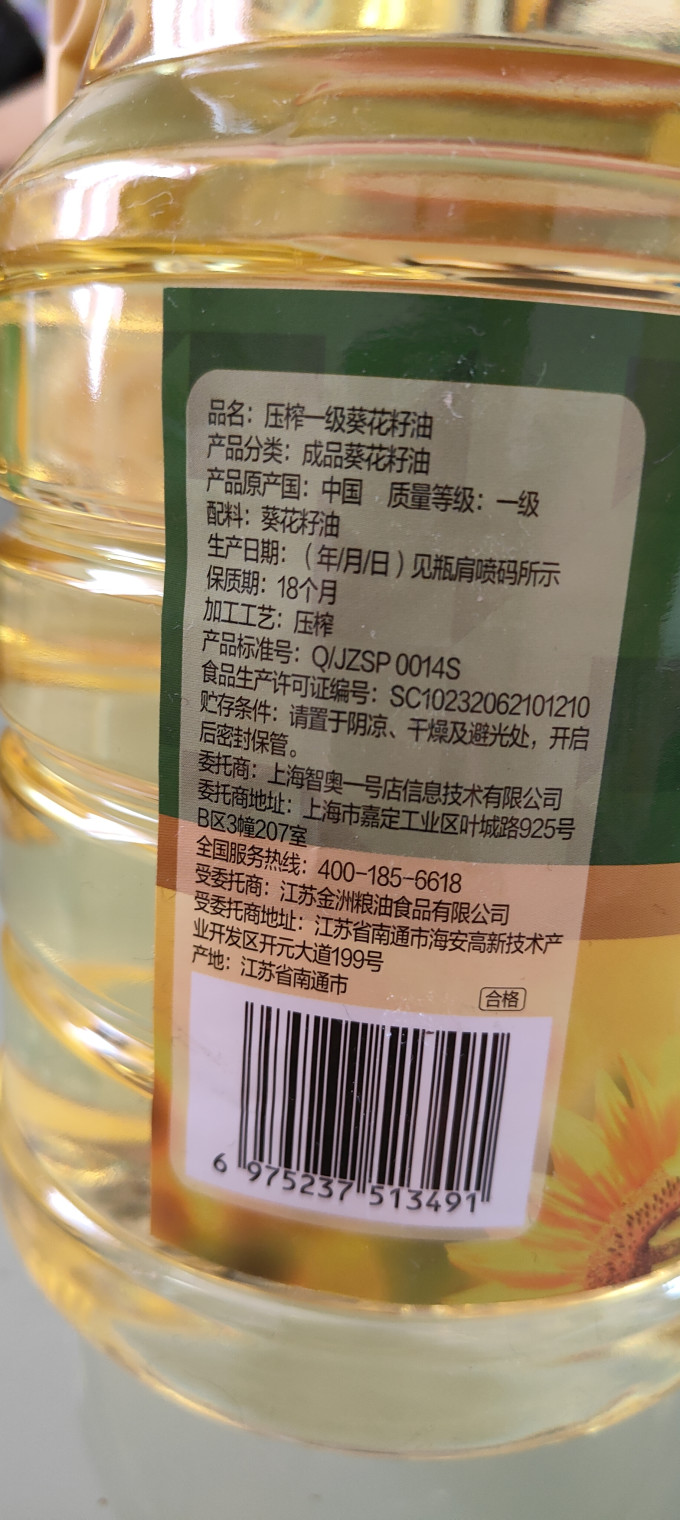 品名：压榨一级葵花籽油
产品分类：成品葵花籽油
产品原产国：中国 质量等级：一级
配料：葵花籽油
生产日期：（年/月/日）见瓶肩喷码所示
保质期：18个月
加工工艺：压榨
产品标准号：Q/JZSP 0014S
食品生产许可证编号：SC10232062101210
贮存条件：请置于阴凉、干燥及避光处，开启
后密封保管。
委托商：上海智奥一号店信息技术有限公司
委托商地址：上海市嘉定工业区叶城路925号
B区3幢207室
全国服务热线：400-185-6618
受委托商：江苏金洲粮油食品有限公司
受委托商地址：江苏省南通市海安高新技术产
业开发区开元大道199号
产地：江苏省南通市
合格
6 975237 513491